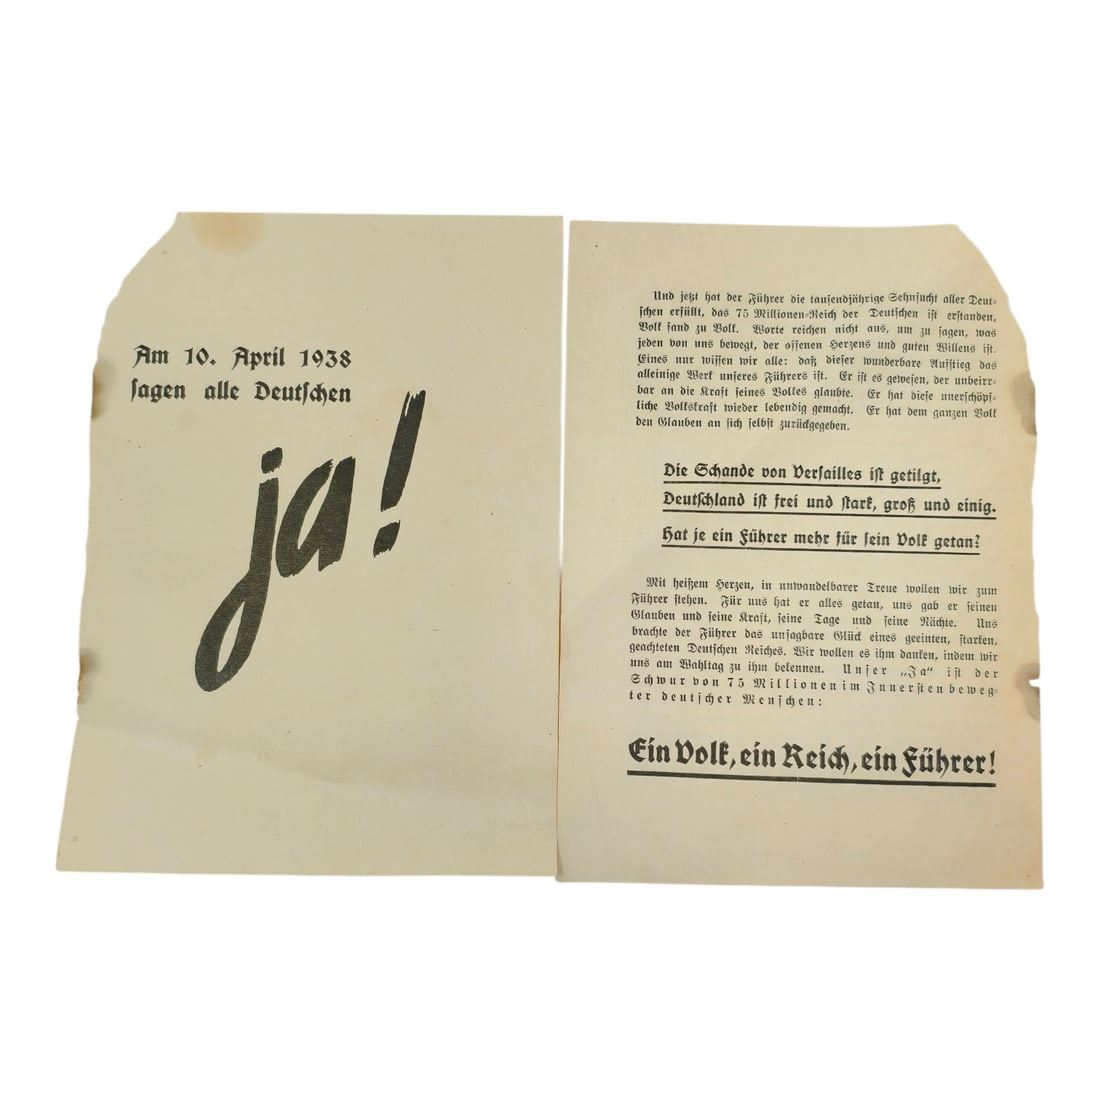 Am 10. April 1938
sagen alle Deutschen
ja!
Und jetzt hat der Führer die tausendjährige Sehnsucht aller Deut-
schen erfüllt, das 75 Millionen-Reich der Deutschen ist erstanden,
Volk fand zu Volk. Worte reichen nicht aus, um zu sagen, was
jeden von uns bewegt, der offenen Herzens und guten Willens ist.
Eines nur wissen wir alle: daß dieser wunderbare Aufstieg das
alleinige Werk unseres Führers ist. Er ist es gewesen, der unbeirr-
bar an die Kraft seines Volkes glaubte. Er hat diese unerschöpf-
liche Volkskraft wieder lebendig gemacht. Er hat dem ganzen Volk
den Glauben an sich selbst zurückgegeben.
Die Schande von Versailles ist getilgt,
Deutschland ist frei und stark, groß und einig.
Hat je ein Führer mehr für sein Volk getan?
Mit heißem Herzen, in unwandelbarer Treue wollen wir zum
Führer stehen. Für uns hat er alles getan, uns gab er seinen
Glauben und seine Kraft, seine Tage und seine Nächte. Uns
brachte der Führer das unsagbare Glück eines geeinten, starken,
geachteten Deutschen Reiches. Wir wollen es ihm danken, indem wir
uns am Wahltag zu ihm bekennen. Unser „Ja" ist der
Schwur von 75 Millionen im Innersten beweg-
ter deutscher Menschen:
Ein Volk, ein Reich, ein Führer!